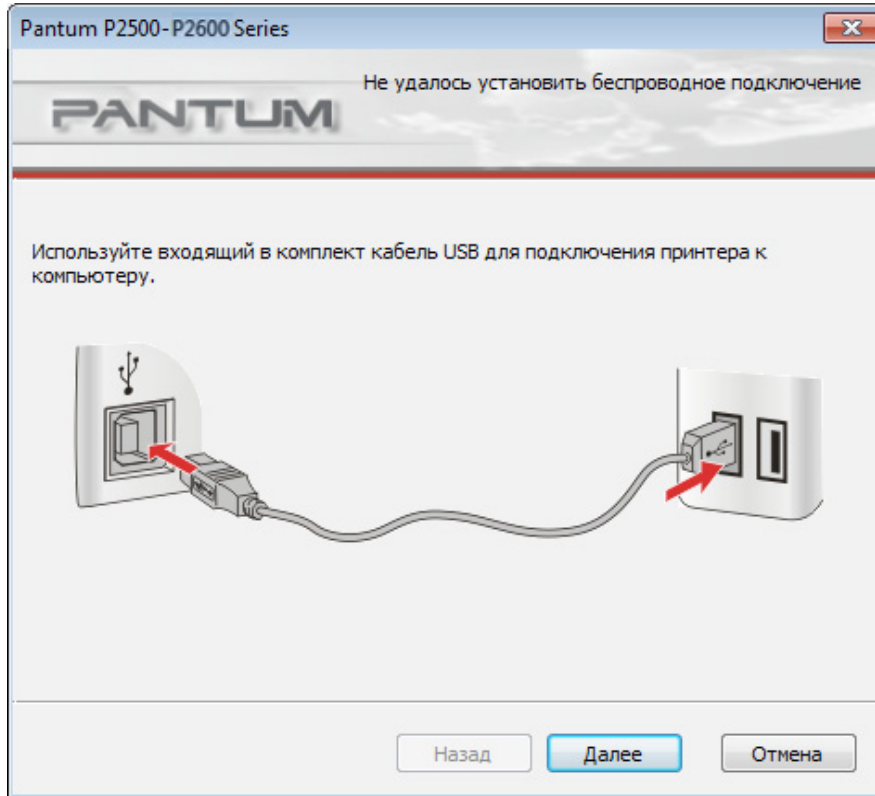 Pantum P2500-P2600 Series
Не удалось установить беспроводное подключение
PANTUM
Используйте входящий в комплект кабель USB для подключения принтера к
компьютеру.
Назад Далее Отмена